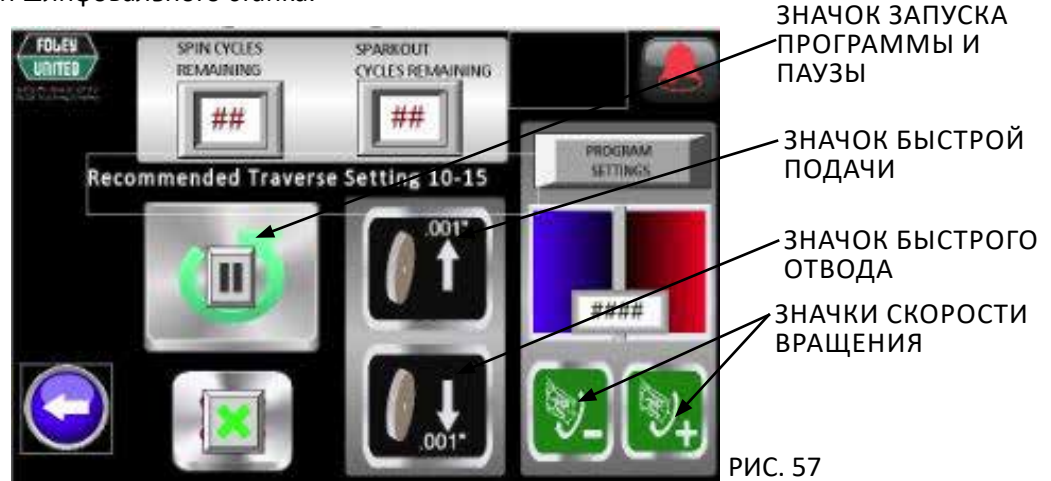 шлифовального станка.
ЗНАЧОК ЗАПУСКА
ПРОГРАММЫ И
ПАУЗЫ
FOLEY
UNITED
SPIN CYCLES
REMAINING
SPARKOUT
CYCLES REMAINING
##
##
PROGRAM
SETTINGS
ЗНАЧОК БЫСТРОЙ
ПОДАЧИ
Recommended Traverse Setting 10-15
.001"
ЗНАЧОК БЫСТРОГО
ОТВОДА
####
ЗНАЧКИ СКОРОСТИ
ВРАЩЕНИЯ
.001"
-
+
РИС. 57